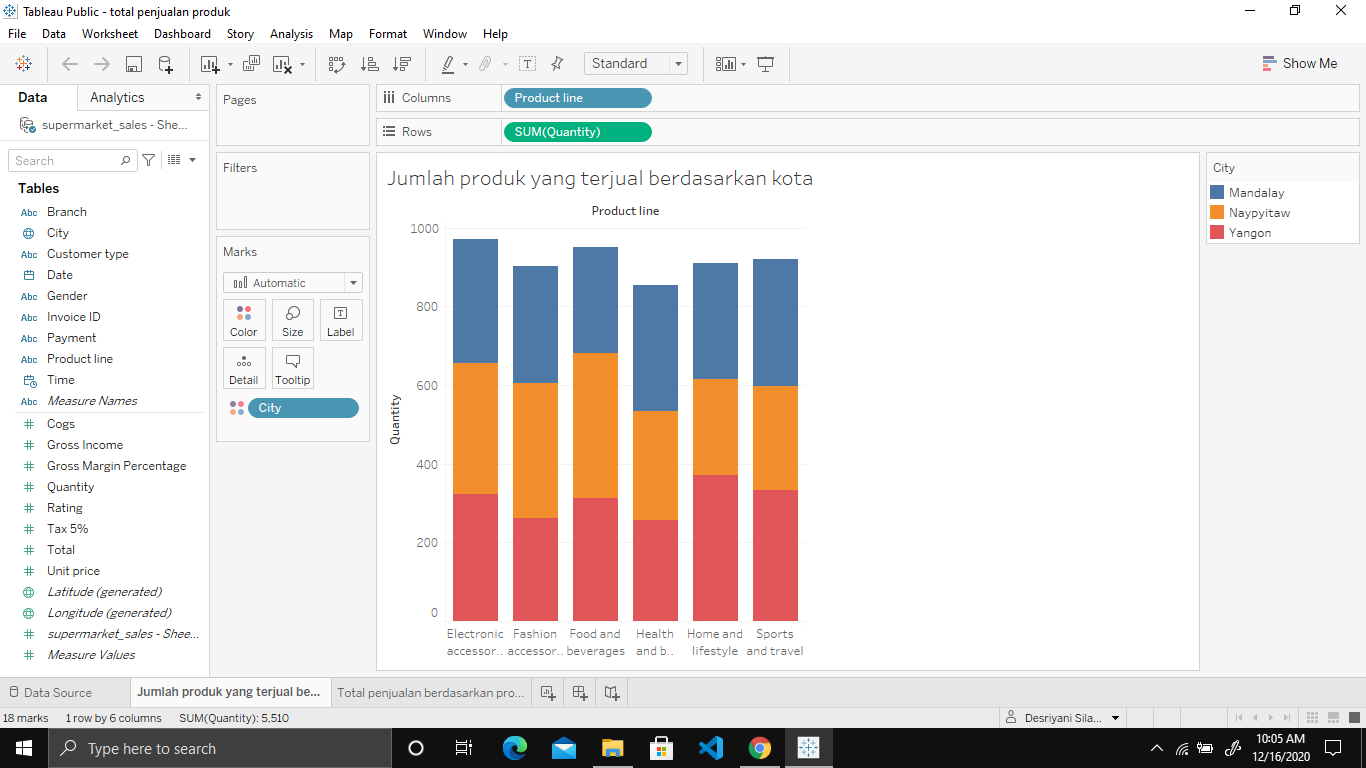 Tableau Public - total penjualan produk
File Data Worksheet Dashboard Story Analysis Map Format Window Help
Standard
Show Me
Data
Analytics
supermarket_sales - Shee...
Search
Tables
Abc Branch
City
Abc Customer type
Date
Abc Gender
Abc Invoice ID
Abc Payment
Abc Product line
Time
Abc Measure Names
Cogs
Gross Income
Gross Margin Percentage
Quantity
Rating
Tax 5%
Total
Unit price
Latitude (generated)
Longitude (generated)
supermarket_sales - Shee...
Measure Values
Pages
Filters
Marks
Automatic
Color Size Label
Detail Tooltip
City
Columns Product line
Rows SUM(Quantity)
Jumlah produk yang terjual berdasarkan kota
Product line
1000
800
600
400
200
0
Quantity
Electronic accessor..
Fashion accessor..
Food and beverages
Health and b..
Home and lifestyle
Sports and travel
City
Mandalay
Naypyitaw
Yangon
Data Source
Jumlah produk yang terjual be...
Total penjualan berdasarkan pro...
18 marks 1 row by 6 columns SUM(Quantity): 5,510
Desriyani Sila...
Type here to search
10:05 AM
12/16/2020